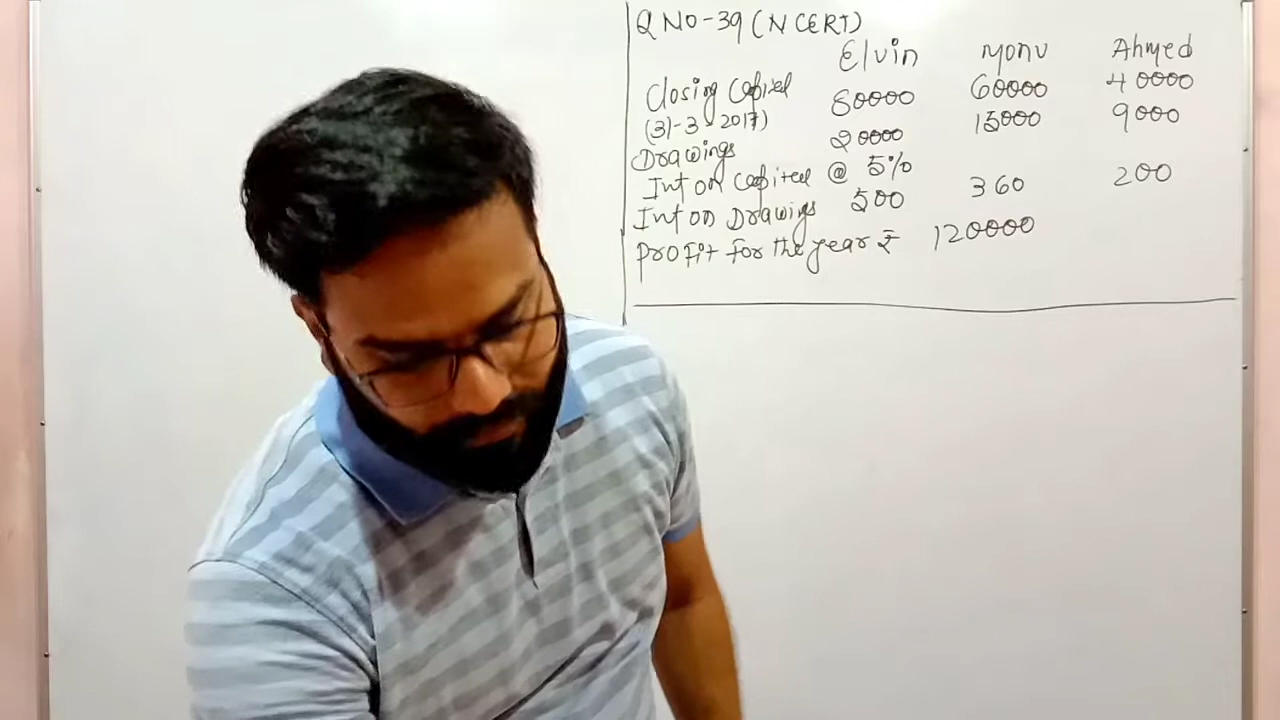 Q NO-39 (NCERT)
Elvin Monu Ahmed
Closing Capital 80000 60000 40000
(31-3-2017)
Drawings 20000 15000 9000
Int on Capital @ 5%
Int on Drawings 500 360 200
Profit for the year ₹ 120000